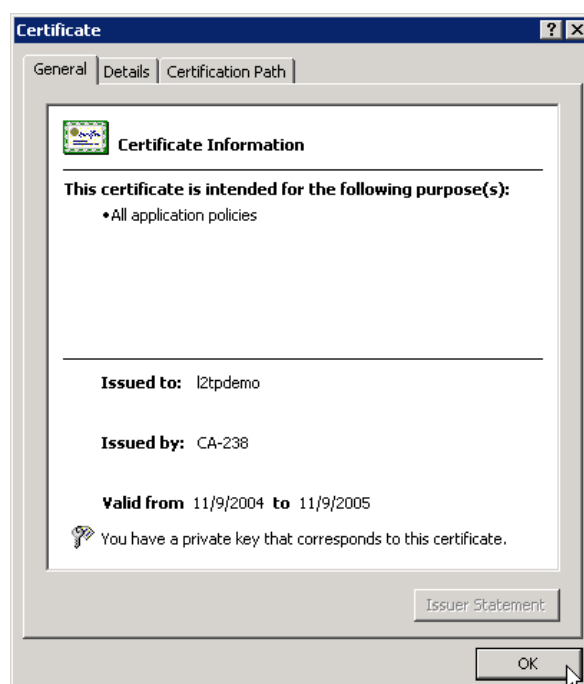 Certificate
General Details Certification Path
Certificate Information
This certificate is intended for the following purpose(s):
•All application policies
Issued to: l2tpdemo
Issued by: CA-238
Valid from 11/9/2004 to 11/9/2005
You have a private key that corresponds to this certificate.
Issuer Statement
OK